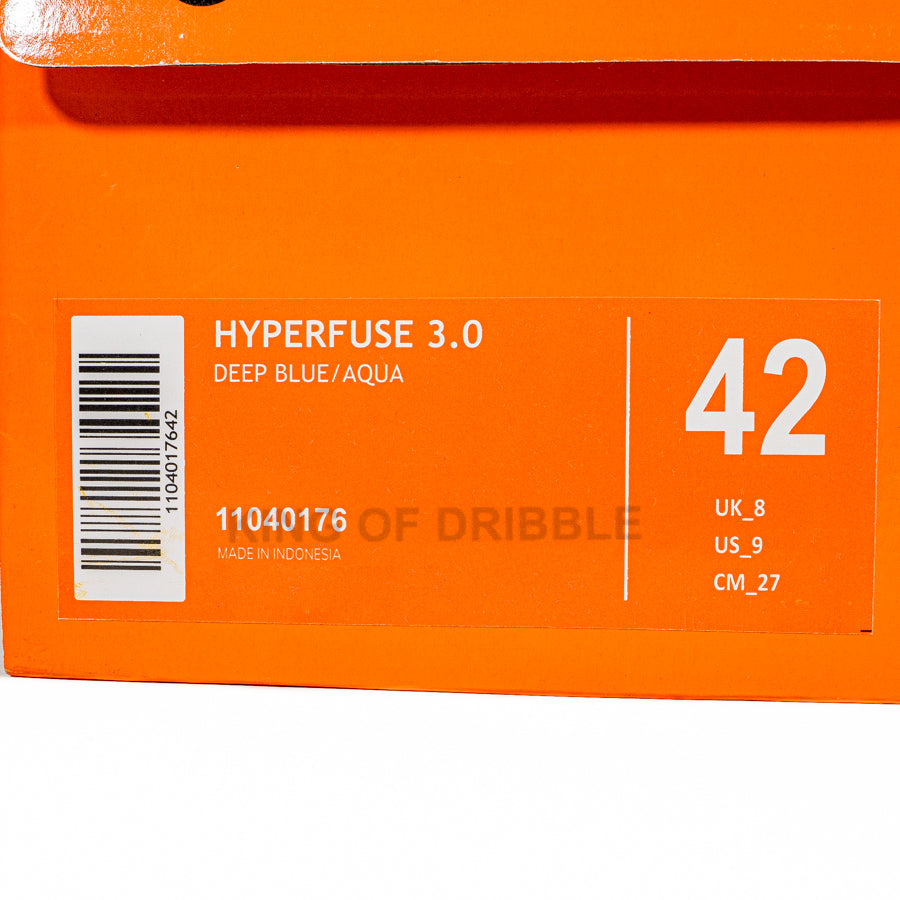 HYPERFUSE 3.0
DEEP BLUE/AQUA
1104017642
11040176
MADE IN INDONESIA
KING OF DRIBBLE
42
UK_8
US_9
CM_27